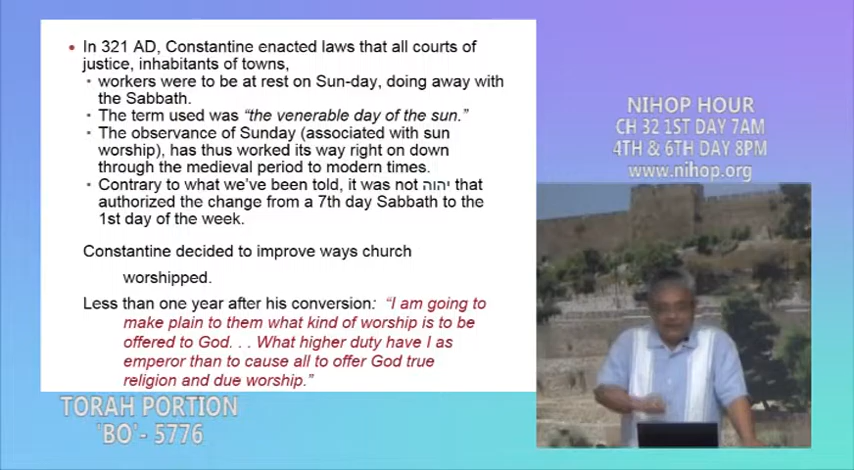 • In 321 AD, Constantine enacted laws that all courts of
justice, inhabitants of towns,
• workers were to be at rest on Sun-day, doing away with
the Sabbath.
• The term used was "the venerable day of the sun."
• The observance of Sunday (associated with sun
worship), has thus worked its way right on down
through the medieval period to modern times.
• Contrary to what we've been told, it was not יהוה that
authorized the change from a 7th day Sabbath to the
1st day of the week.
Constantine decided to improve ways church
worshipped.
Less than one year after his conversion: "I am going to
make plain to them what kind of worship is to be
offered to God. . . What higher duty have I as
emperor than to cause all to offer God true
religion and due worship."
TORAH PORTION
'BO'- 5776
NIHOP HOUR
CH 32 1ST DAY 7AM
4TH & 6TH DAY 8PM
www.nihop.org